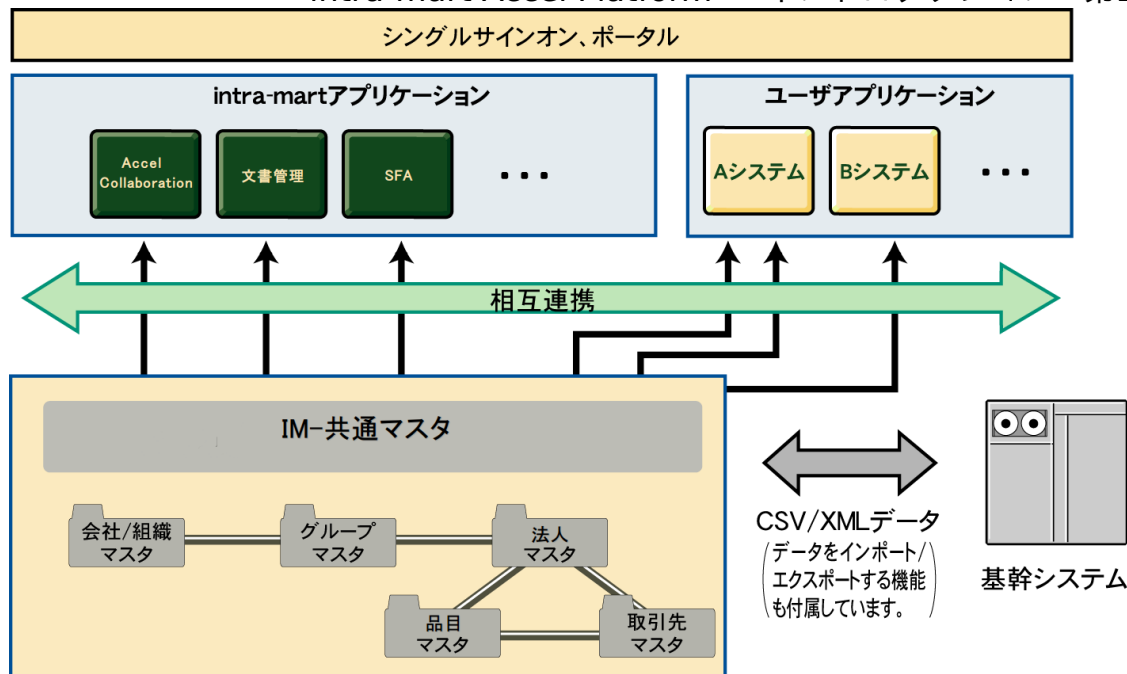 シングルサインオン、ポータル
intra-martアプリケーション
ユーザアプリケーション
Accel
Collaboration
文書管理
SFA
・・・
Aシステム
Bシステム
・・・
相互連携
IM-共通マスタ
会社/組織
マスタ
グループ
マスタ
法人
マスタ
品目
マスタ
取引先
マスタ
CSV/XMLデータ
(データをインポート/
エクスポートする機能
も付属しています。)
基幹システム